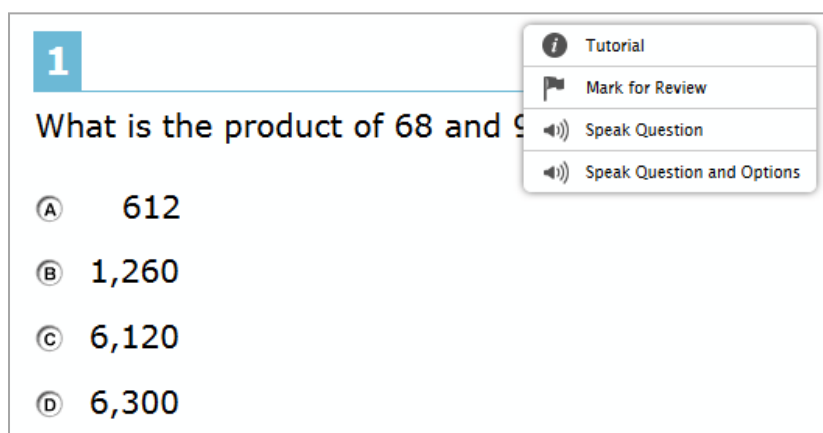 1
Tutorial
Mark for Review
Speak Question
Speak Question and Options
What is the product of 68 and
A 612
B 1,260
C 6,120
D 6,300